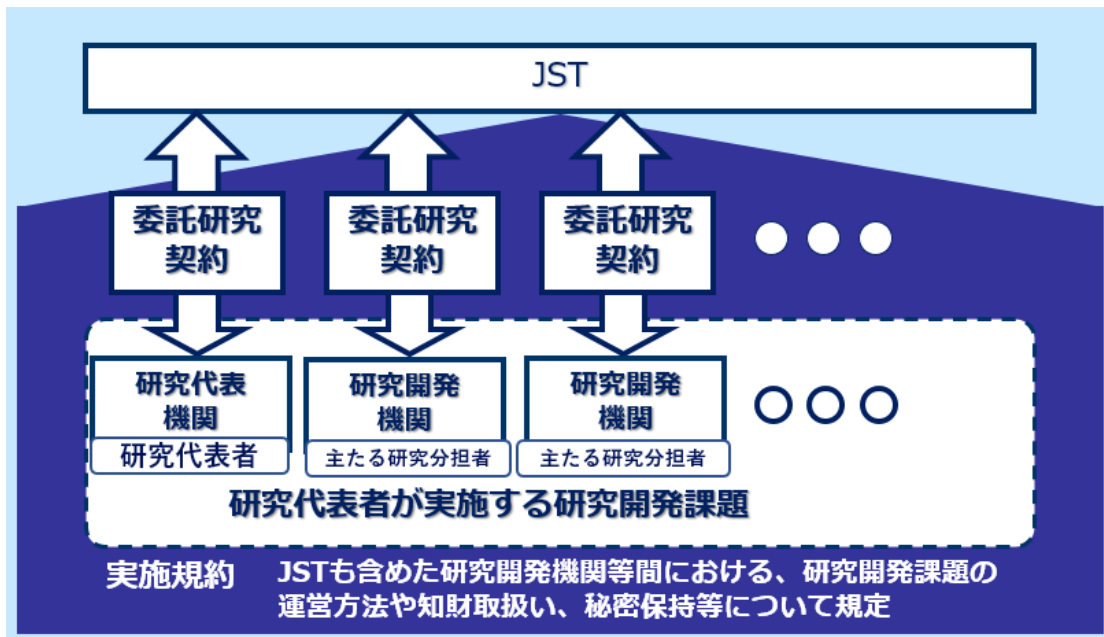 JST
委託研究
契約
委託研究
契約
委託研究
契約
研究代表
機関
研究代表者
研究開発
機関
主たる研究分担者
研究開発
機関
主たる研究分担者
研究代表者が実施する研究開発課題
実施規約
JSTも含めた研究開発機関等間における、研究開発課題の
運営方法や知財取扱い、秘密保持等について規定